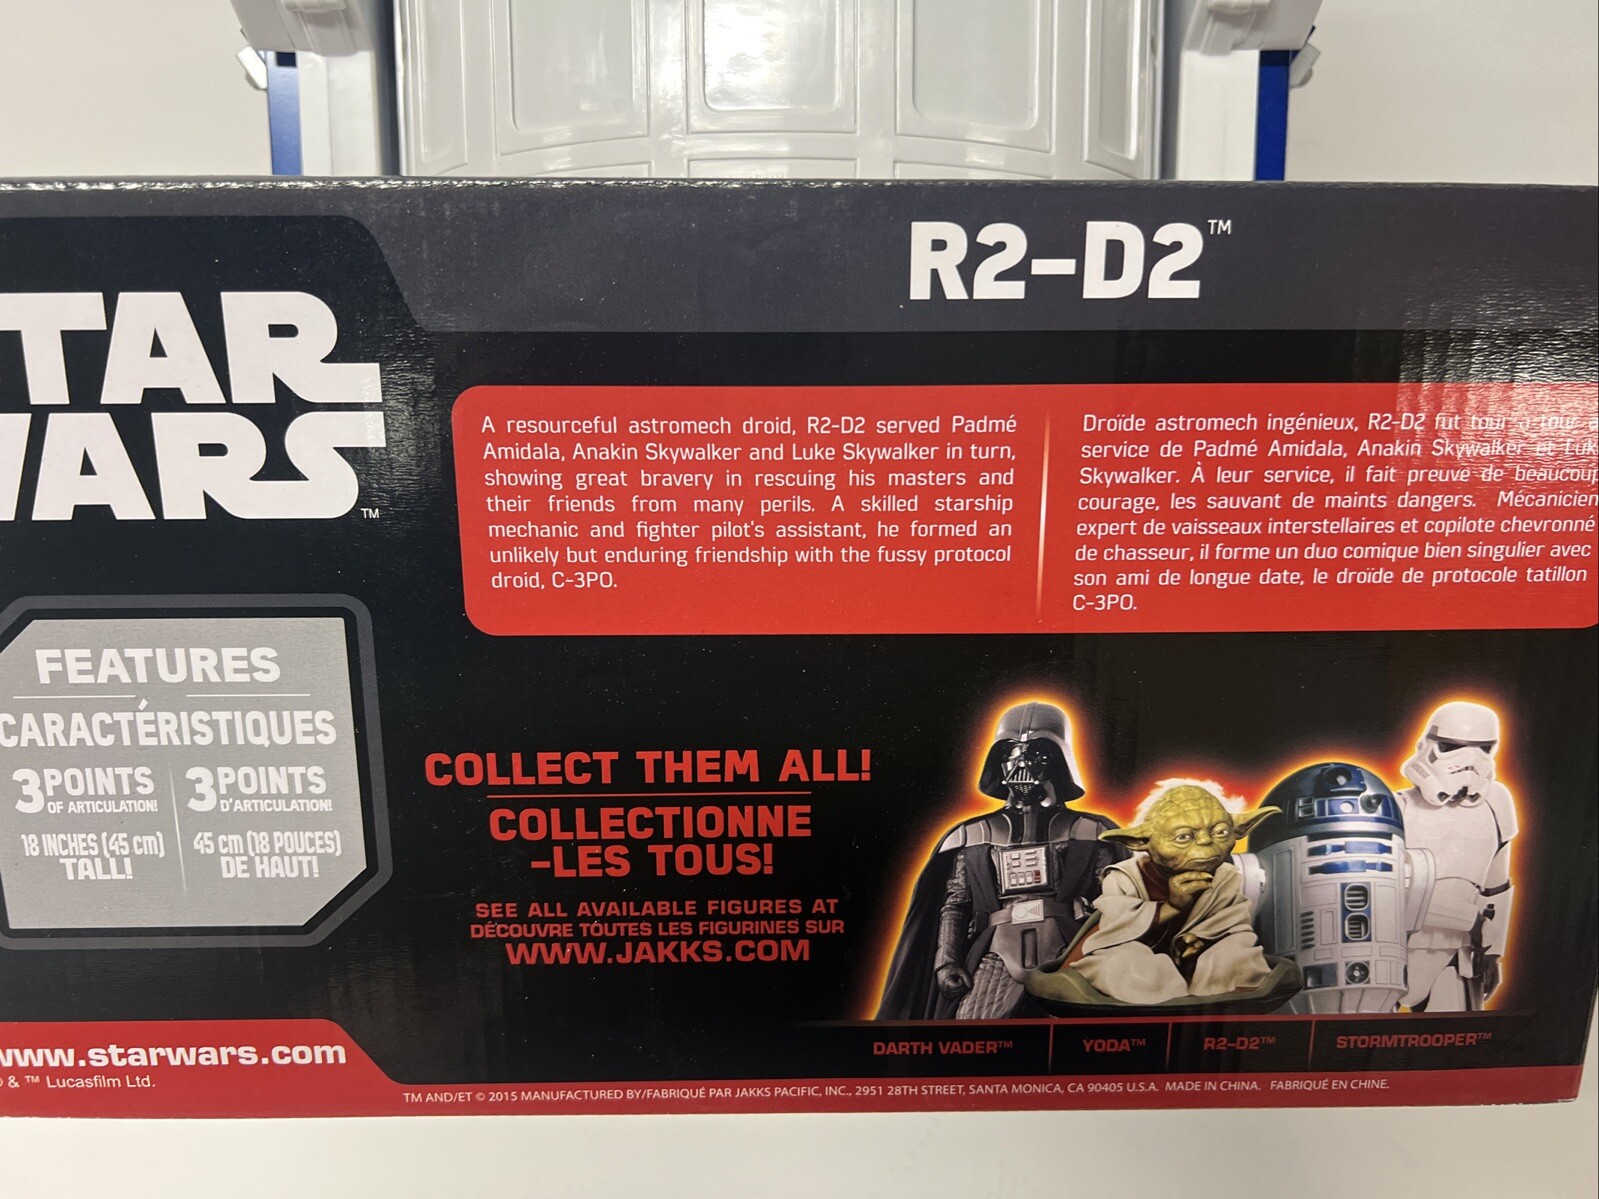 R2-D2™
TAR
WARS™
A resourceful astromech droid, R2-D2 served Padmé
Amidala, Anakin Skywalker and Luke Skywalker in turn,
showing great bravery in rescuing his masters and
their friends from many perils. A skilled starship
mechanic and fighter pilot's assistant, he formed an
unlikely but enduring friendship with the fussy protocol
droid, C-3PO.
Droïde astromech ingénieux, R2-D2 fut tour à tour a
service de Padmé Amidala, Anakin Skywalker et Luk
Skywalker. À leur service, il fait preuve de beaucoup
courage, les sauvant de maints dangers. Mécanicien
expert de vaisseaux interstellaires et copilote chevronné
de chasseur, il forme un duo comique bien singulier avec
son ami de longue date, le droïde de protocole tatillon
C-3PO.
FEATURES
CARACTÉRISTIQUES
3 POINTS
OF ARTICULATION!
18 INCHES (45 cm)
TALL!
3 POINTS
D'ARTICULATION!
45 cm (18 POUCES)
DE HAUT!
COLLECT THEM ALL!
COLLECTIONNE
-LES TOUS!
SEE ALL AVAILABLE FIGURES AT
DÉCOUVRE TOUTES LES FIGURINES SUR
WWW.JAKKS.COM
DARTH VADER™
YODA™
R2-D2™
STORMTROOPER™
www.starwars.com
© & ™ Lucasfilm Ltd.
TM AND/ET © 2015 MANUFACTURED BY/FABRIQUÉ PAR JAKKS PACIFIC, INC., 2951 28TH STREET, SANTA MONICA, CA 90405 U.S.A. MADE IN CHINA. FABRIQUÉ EN CHINE.